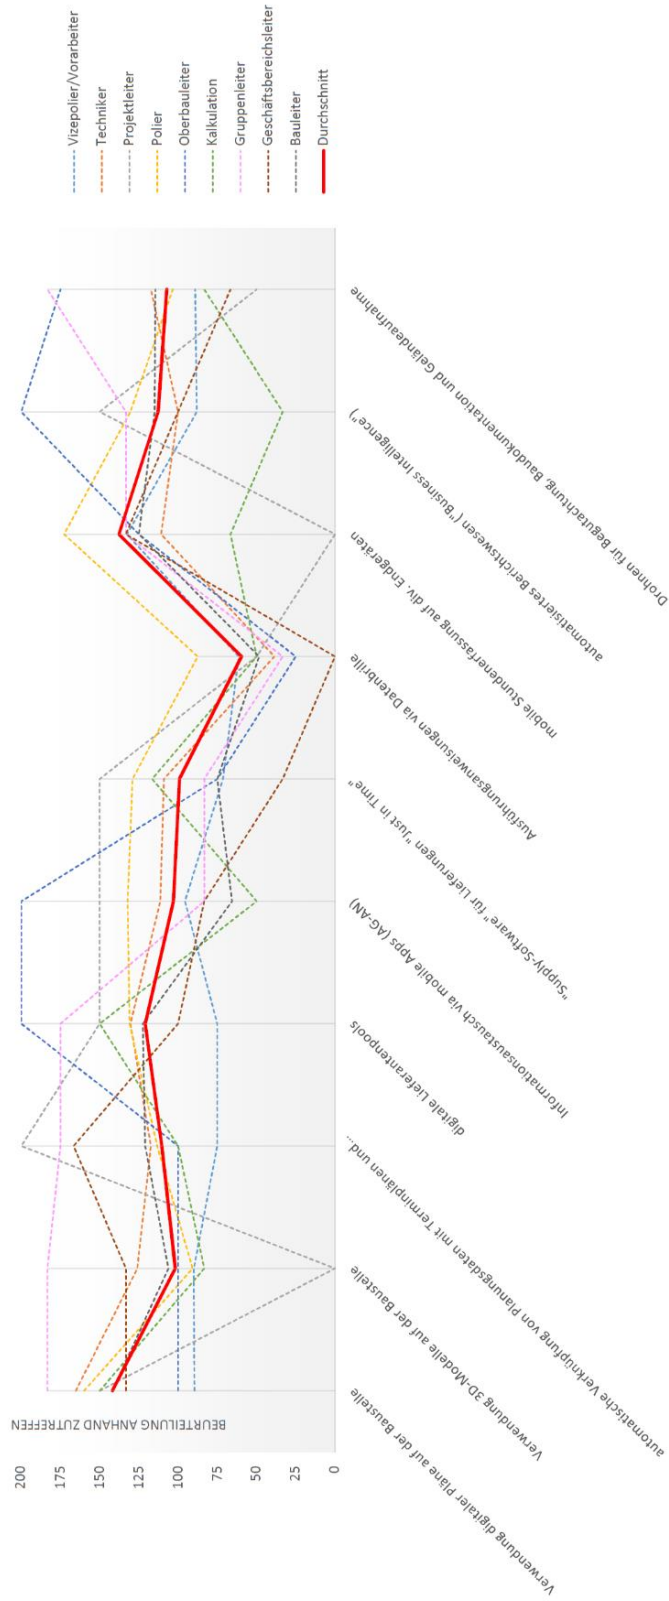 BEURTEILUNG ANHAND ZUTREFFEN
200
175
150
125
100
75
50
25
0
Verwendung digitaler Pläne auf der Baustelle
Verwendung 3D-Modelle auf der Baustelle
automatische Verknüpfung von Planungsdaten mit Terminplänen und...
digitale Lieferantenpools
Informationsaustausch via mobile Apps (AG-AN)
"Supply-Software" für Lieferungen "Just in Time"
Ausführungsanweisungen via Datenbrille
mobile Stundenerfassung auf div. Endgeräten
automatisiertes Berichtswesen ("Business Intelligence")
Drohnen für Begutachtung, Baudokumentation und Geländeaufnahme
Vizepolier/Vorarbeiter
Techniker
Projektleiter
Polier
Oberbauleiter
Kalkulation
Gruppenleiter
Geschäftsbereichsleiter
Bauleiter
Durchschnitt